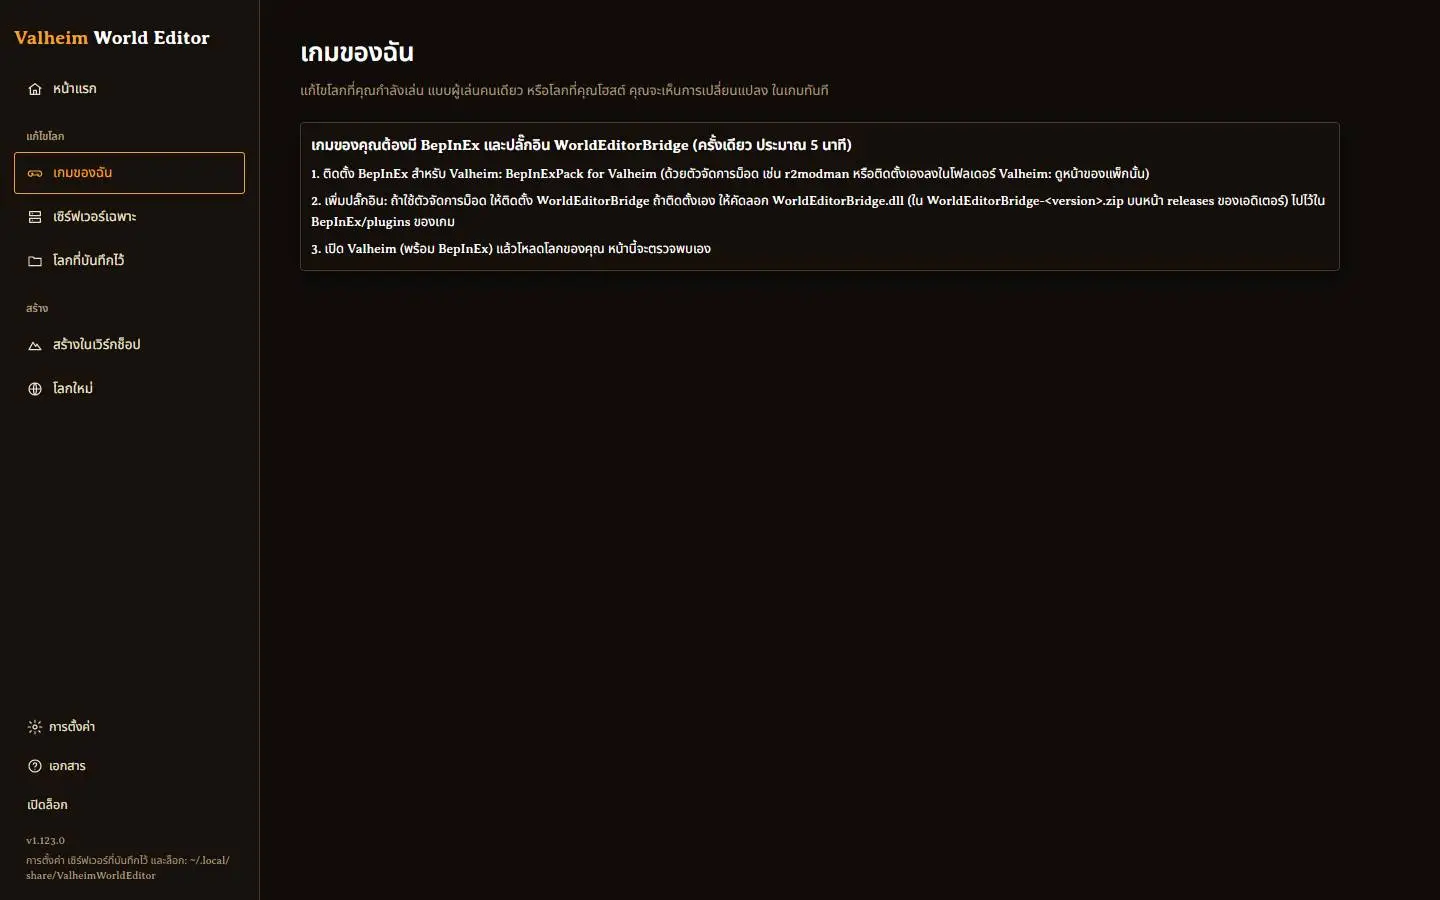 Valheim World Editor
หน้าแรก
แก้ไขโลก
เกมของฉัน
เซิร์ฟเวอร์เฉพาะ
โลกที่บันทึกไว้
สร้าง
สร้างในเวิร์กช็อป
โลกใหม่
การตั้งค่า
เอกสาร
เปิดล็อก
v1.123.0
การตั้งค่า เซิร์ฟเวอร์ที่บันทึกไว้ และล็อก: ~/.local/
share/ValheimWorldEditor
เกมของฉัน
แก้ไขโลกที่คุณกำลังเล่น แบบผู้เล่นคนเดียว หรือโลกที่คุณโฮสต์ คุณจะเห็นการเปลี่ยนแปลง ในเกมทันที
เกมของคุณต้องมี BepInEx และปลั๊กอิน WorldEditorBridge (ครั้งเดียว ประมาณ 5 นาที)
1. ติดตั้ง BepInEx สำหรับ Valheim: BepInExPack for Valheim (ด้วยตัวจัดการม็อด เช่น r2modman หรือติดตั้งเองลงในโฟลเดอร์ Valheim: ดูหน้าของแพ็กนั้น)
2. เพิ่มปลั๊กอิน: ถ้าใช้ตัวจัดการม็อด ให้ติดตั้ง WorldEditorBridge ถ้าติดตั้งเอง ให้คัดลอก WorldEditorBridge.dll (ใน WorldEditorBridge-<version>.zip บนหน้า releases ของเอดิเตอร์) ไปไว้ใน
BepInEx/plugins ของเกม
3. เปิด Valheim (พร้อม BepInEx) แล้วโหลดโลกของคุณ หน้านี้จะตรวจพบเอง